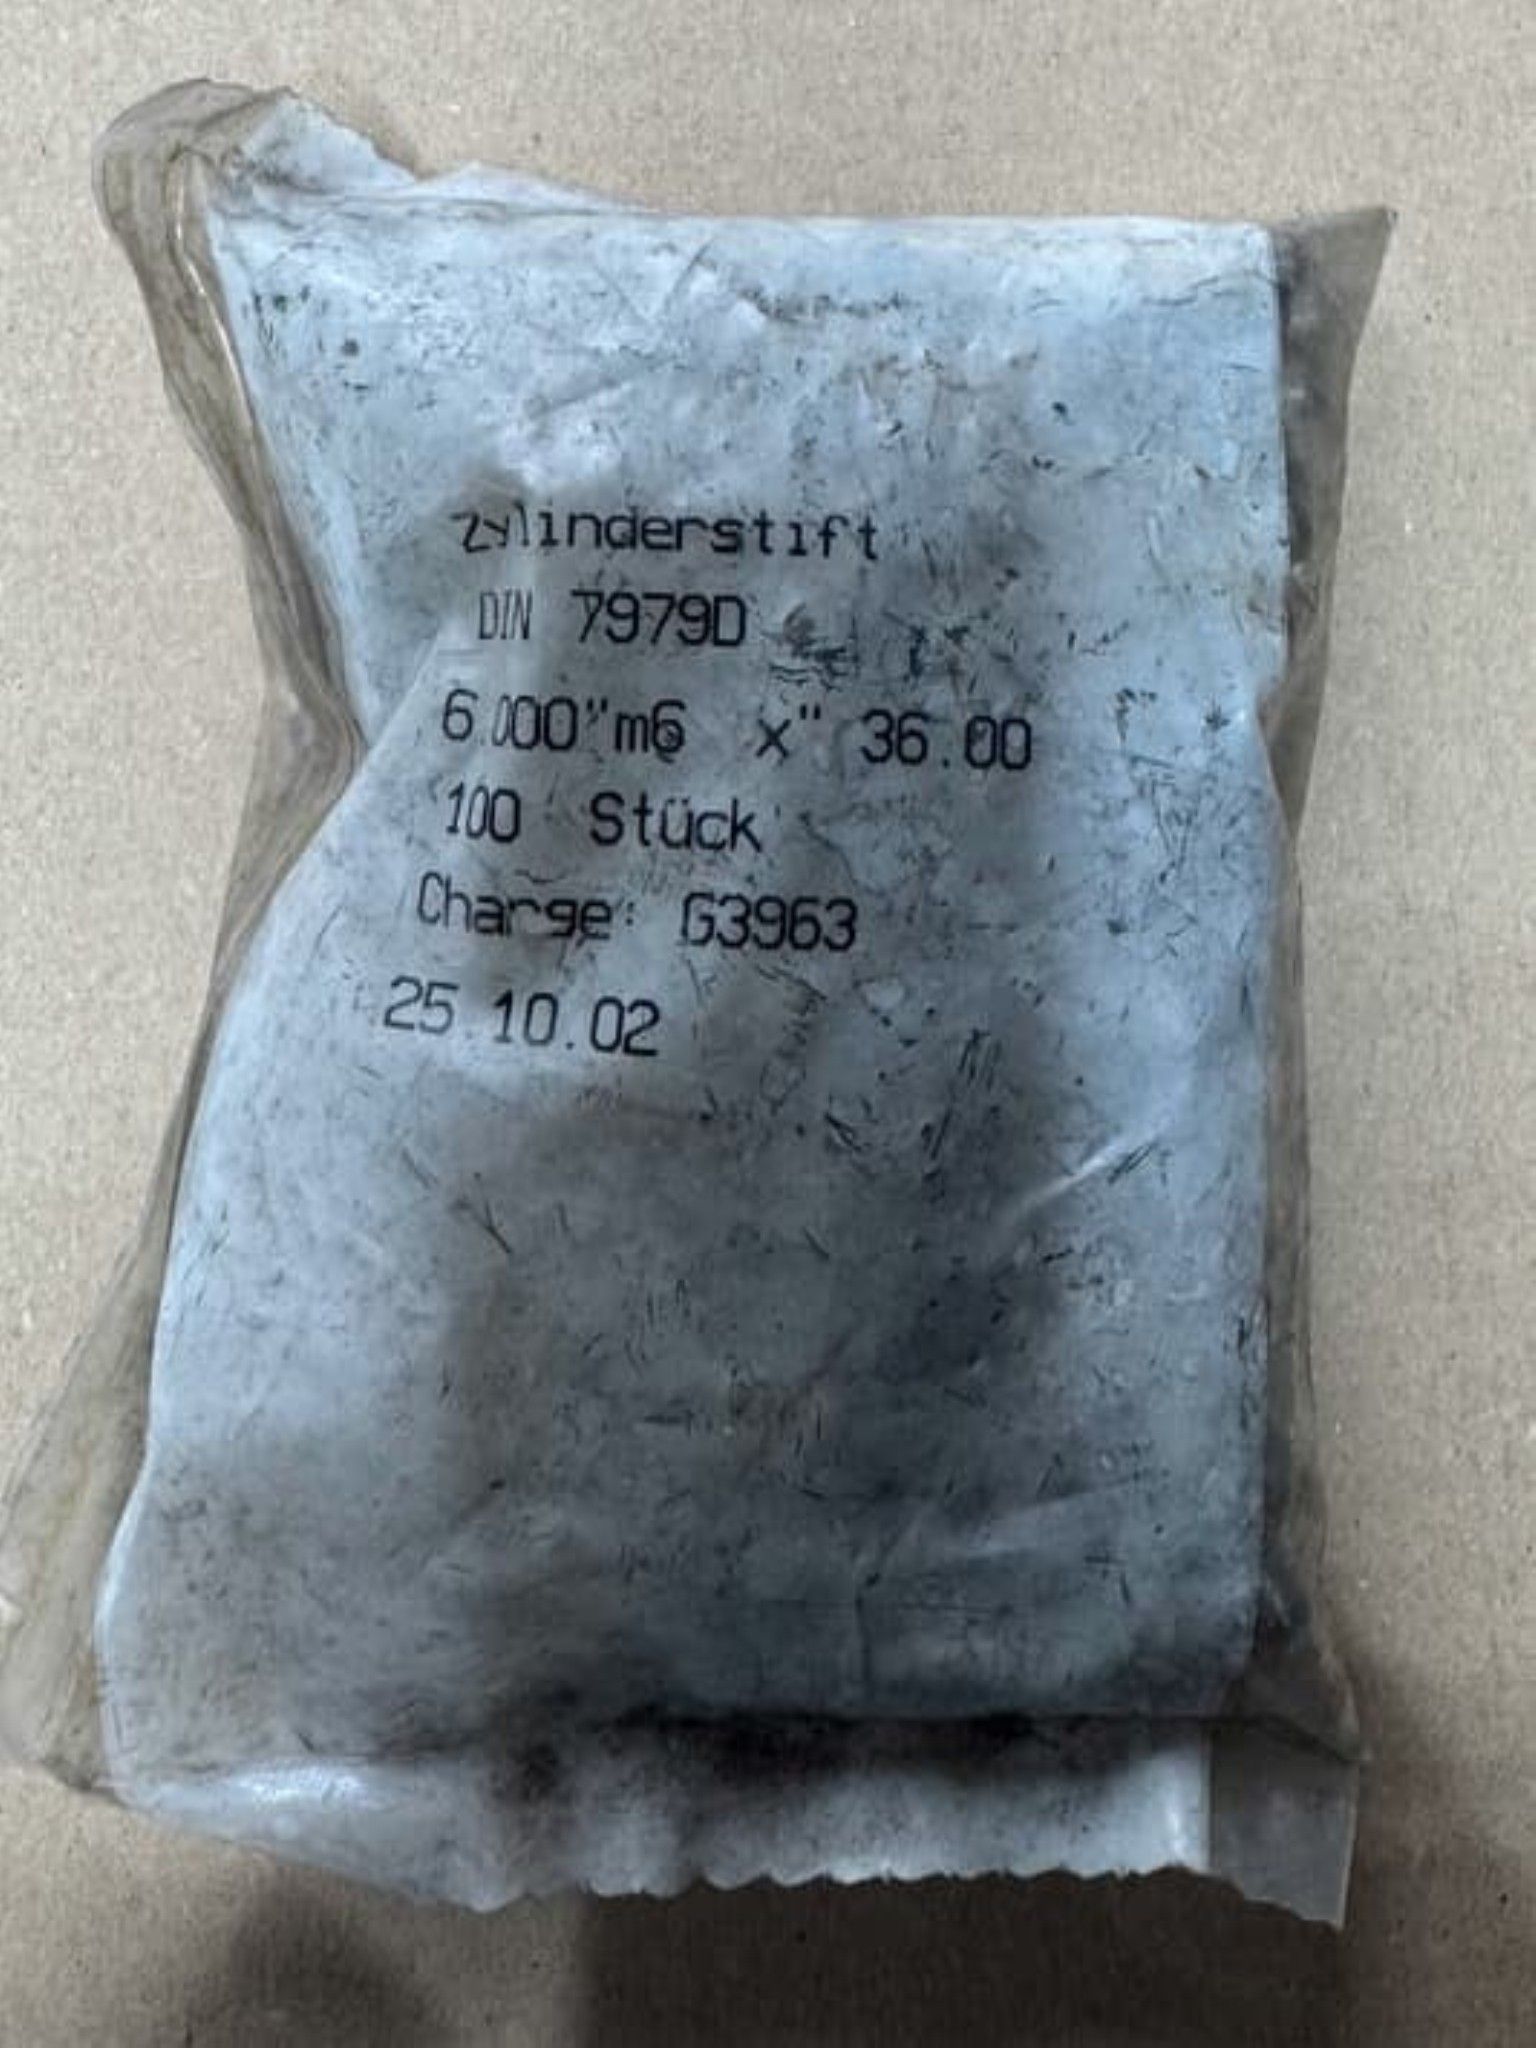 Zylinderstift
DIN 7979D
6.000"m6 x" 36.00
100 Stück
Charge: G3963
25.10.02